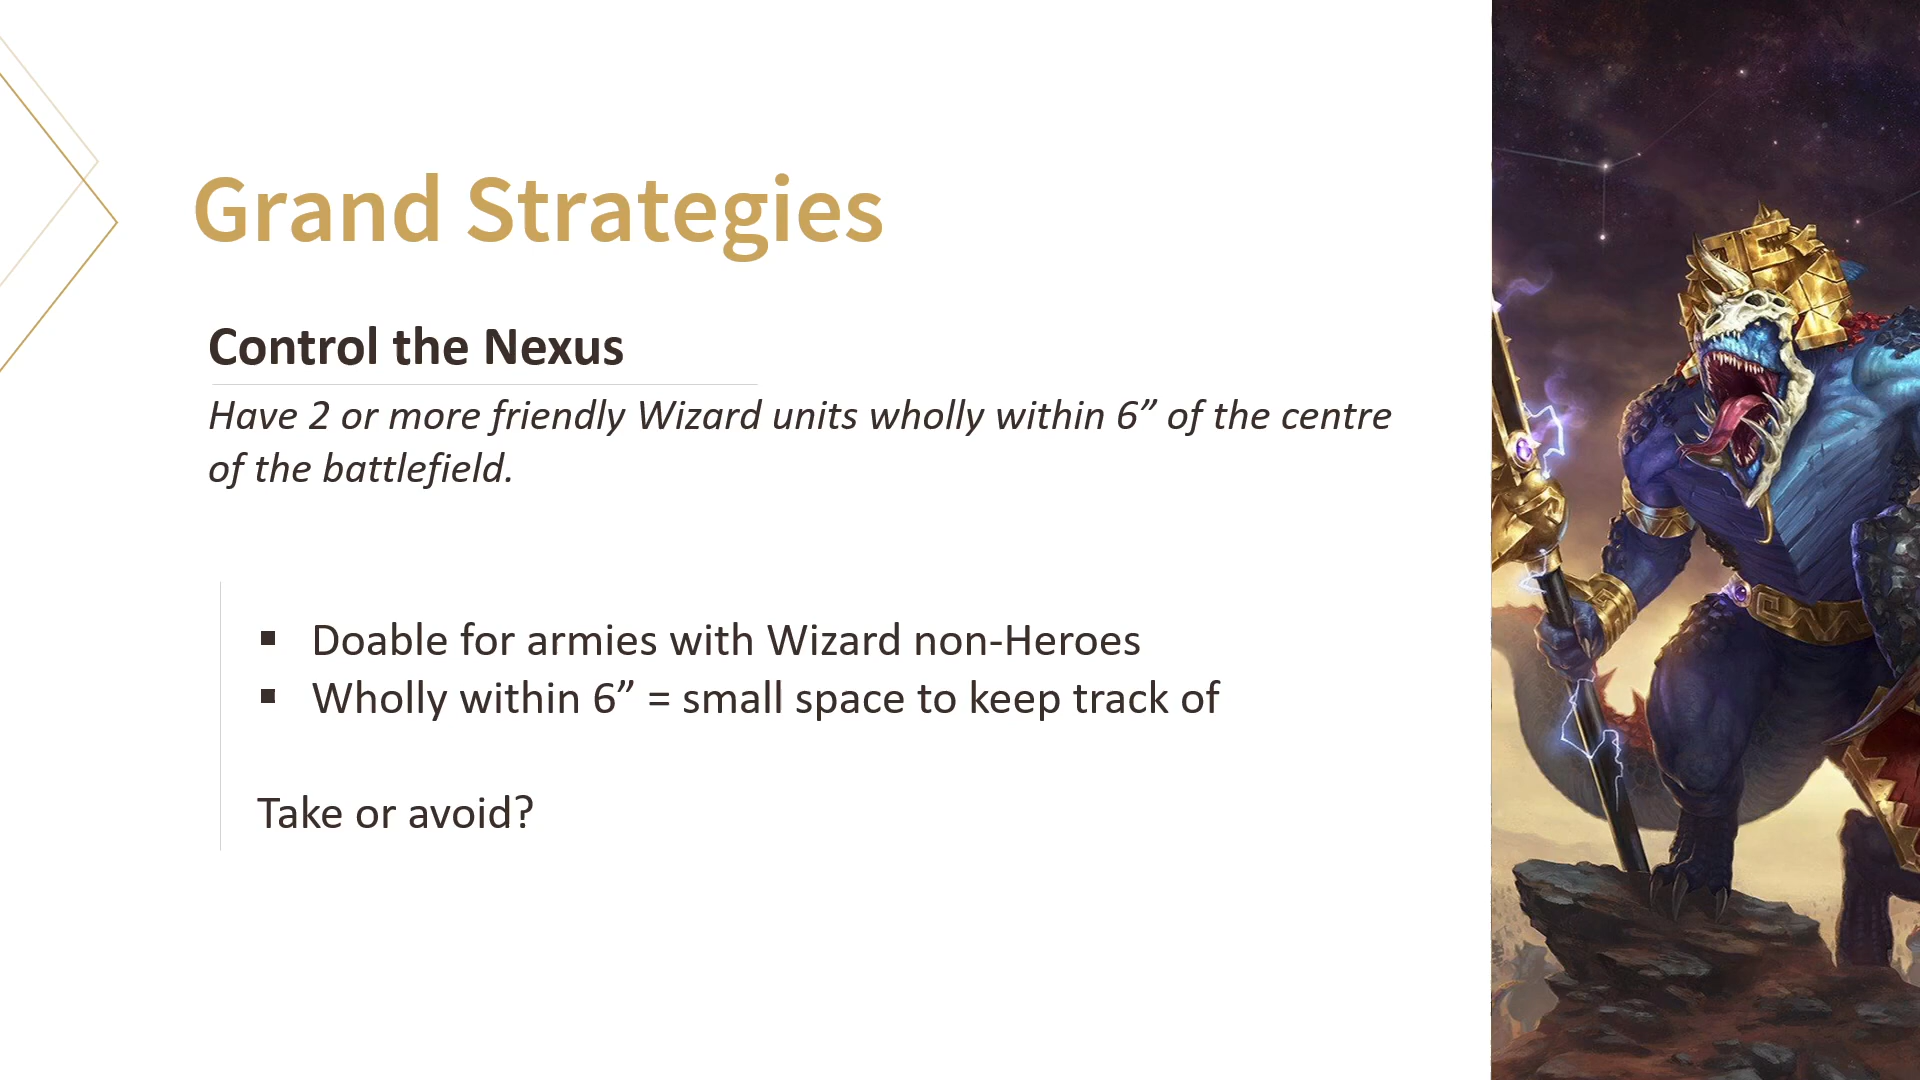 Grand Strategies
Control the Nexus
Have 2 or more friendly Wizard units wholly within 6” of the centre
of the battlefield.
▪ Doable for armies with Wizard non-Heroes
▪ Wholly within 6” = small space to keep track of
Take or avoid?